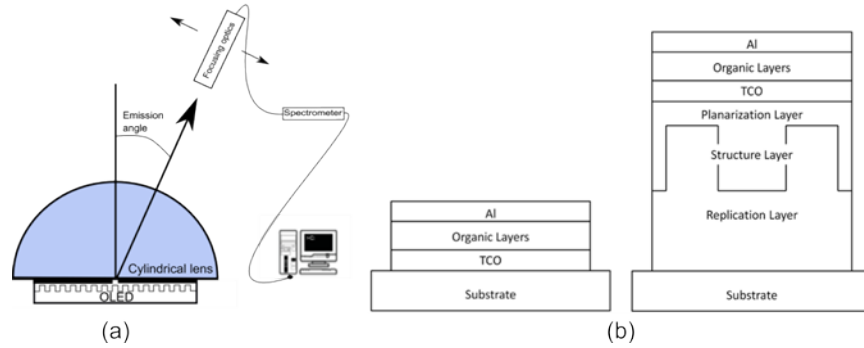 Focusing optics
Emission
angle
Spectrometer
Cylindrical lens
OLED
(a)
Al
Organic Layers
TCO
Substrate
Al
Organic Layers
TCO
Planarization Layer
Structure Layer
Replication Layer
Substrate
(b)